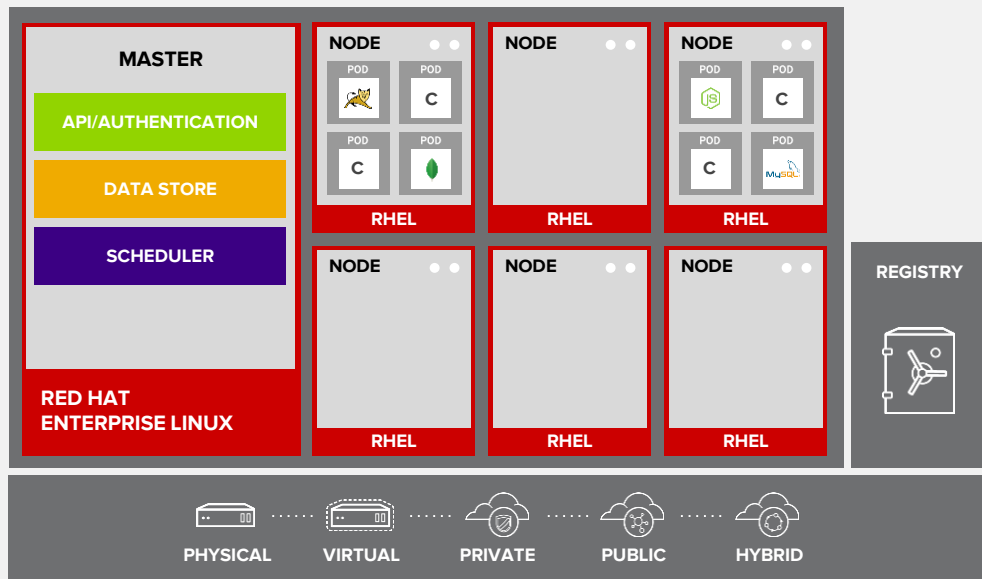 MASTER
API/AUTHENTICATION
DATA STORE
SCHEDULER
RED HAT
ENTERPRISE LINUX
NODE
POD
POD
C
POD
POD
C
RHEL
NODE
RHEL
NODE
POD
POD
JS
C
POD
POD
C
MySQL
RHEL
NODE
RHEL
NODE
RHEL
NODE
RHEL
REGISTRY
PHYSICAL
VIRTUAL
PRIVATE
PUBLIC
HYBRID